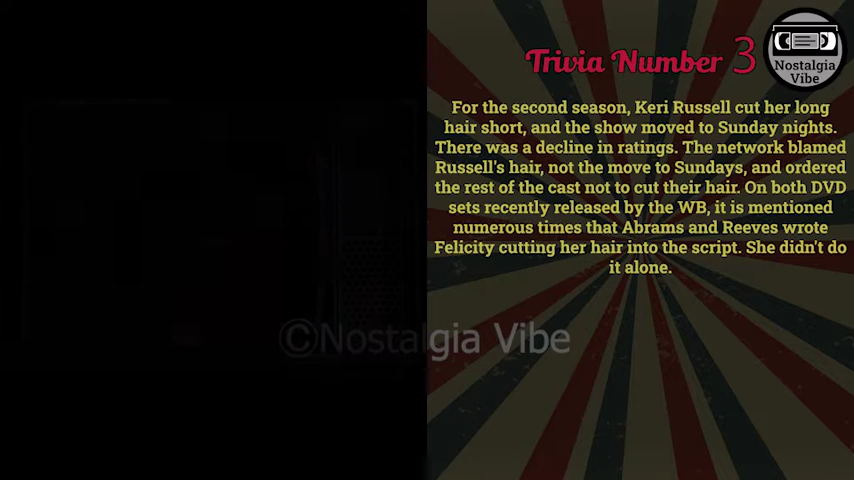 Trivia Number 3
Nostalgia
Vibe
For the second season, Keri Russell cut her long
hair short, and the show moved to Sunday nights.
There was a decline in ratings. The network blamed
Russell's hair, not the move to Sundays, and ordered
the rest of the cast not to cut their hair. On both DVD
sets recently released by the WB, it is mentioned
numerous times that Abrams and Reeves wrote
Felicity cutting her hair into the script. She didn't do
it alone.
©Nostalgia Vibe